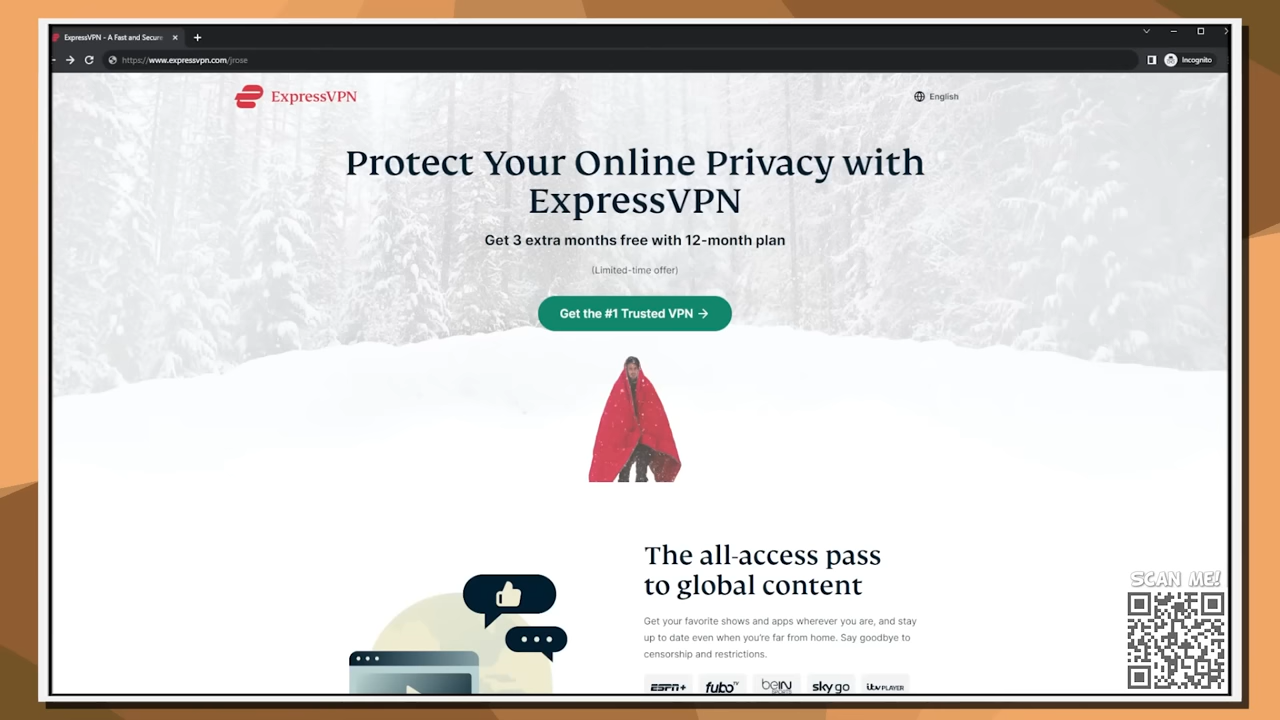 ExpressVPN - A Fast and Secure
https://www.expressvpn.com/jrose
Incognito
ExpressVPN
English
Protect Your Online Privacy with
ExpressVPN
Get 3 extra months free with 12-month plan
(Limited-time offer)
Get the #1 Trusted VPN →
The all-access pass
to global content
Get your favorite shows and apps wherever you are, and stay
up to date even when you're far from home. Say goodbye to
censorship and restrictions.
ESPN+ fubo TV beIN SPORTS sky go itv PLAYER
SCAN ME!